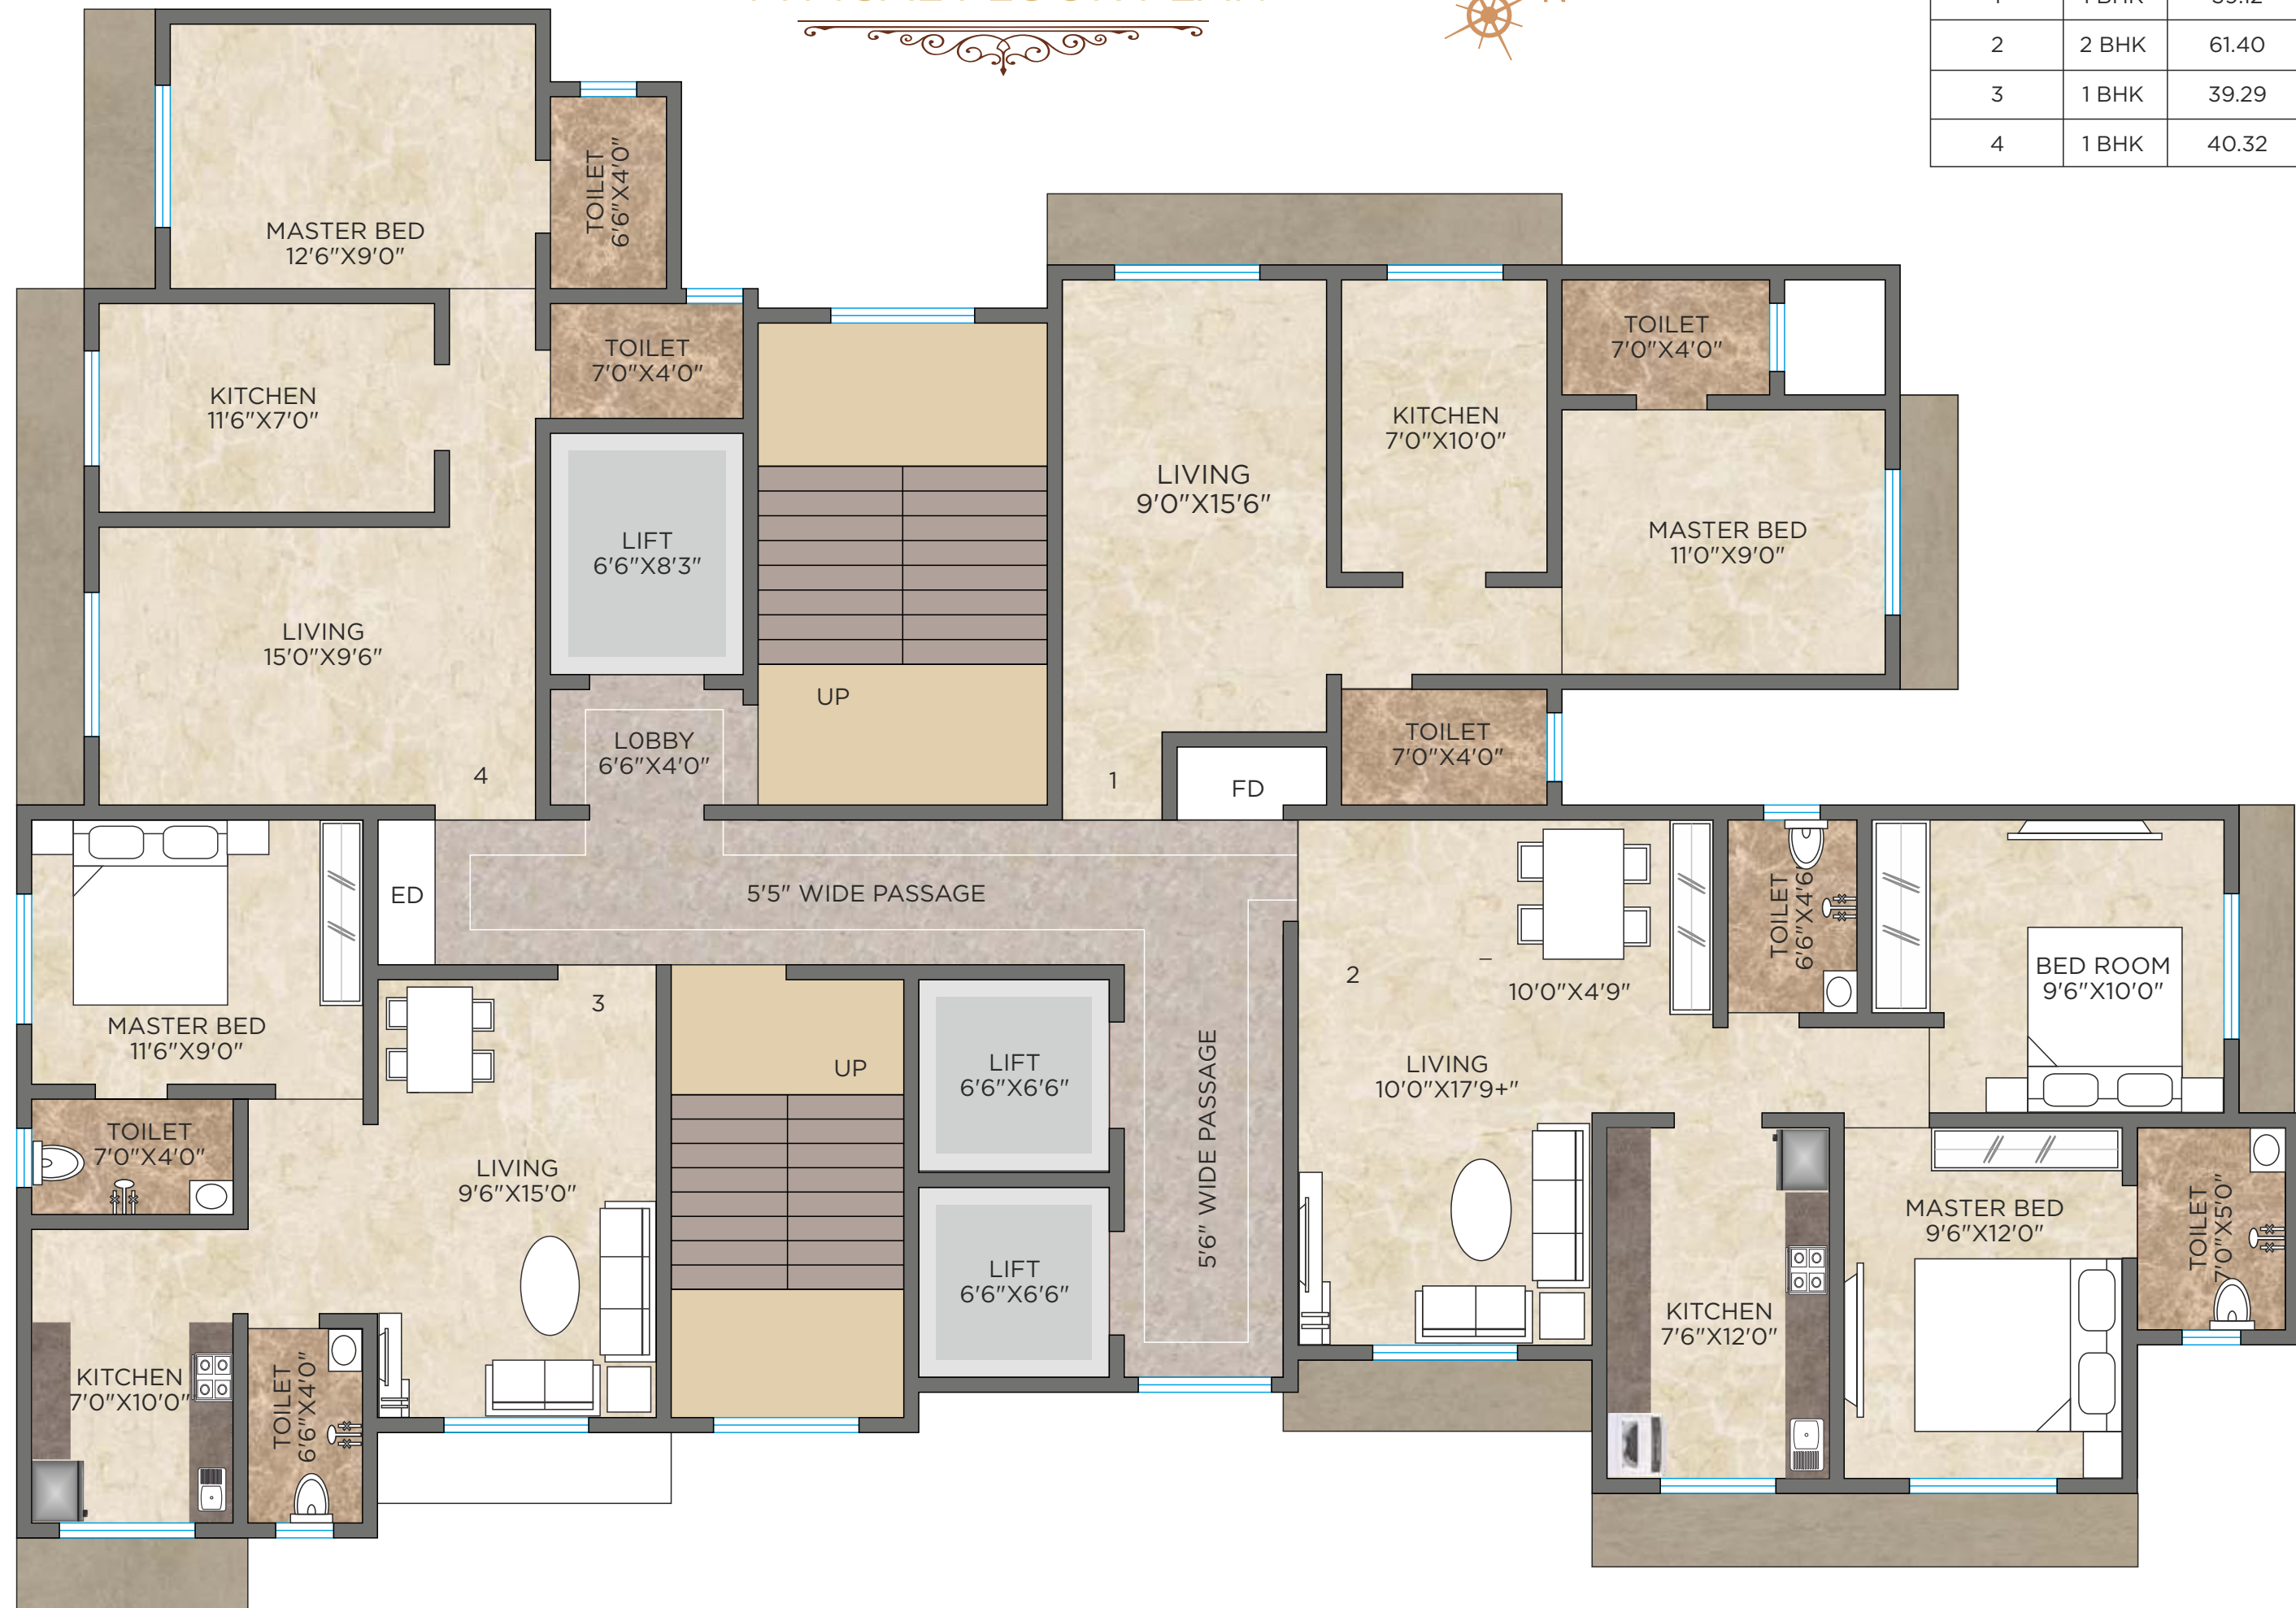 2
2 BHK
61.40
3
1 BHK
39.29
4
1 BHK
40.32
MASTER BED
12'6"X9'0"
TOILET
6'6"X4'0"
KITCHEN
11'6"X7'0"
TOILET
7'0"X4'0"
LIFT
6'6"X8'3"
LIVING
15'0"X9'6"
4
UP
L0BBY
6'6"X4'0"
LIVING
9'0"X15'6"
KITCHEN
7'0"X10'0"
TOILET
7'0"X4'0"
MASTER BED
11'0"X9'0"
TOILET
7'0"X4'0"
1
FD
ED
5'5" WIDE PASSAGE
MASTER BED
11'6"X9'0"
3
TOILET
7'0"X4'0"
LIVING
9'6"X15'0"
KITCHEN
7'0"X10'0"
TOILET
6'6"X4'0"
UP
LIFT
6'6"X6'6"
LIFT
6'6"X6'6"
5'6" WIDE PASSAGE
2
10'0"X4'9"
LIVING
10'0"X17'9+"
TOILET
6'6"X4'6
BED ROOM
9'6"X10'0"
KITCHEN
7'6"X12'0"
MASTER BED
9'6"X12'0"
TOILET
7'0"X5'0"